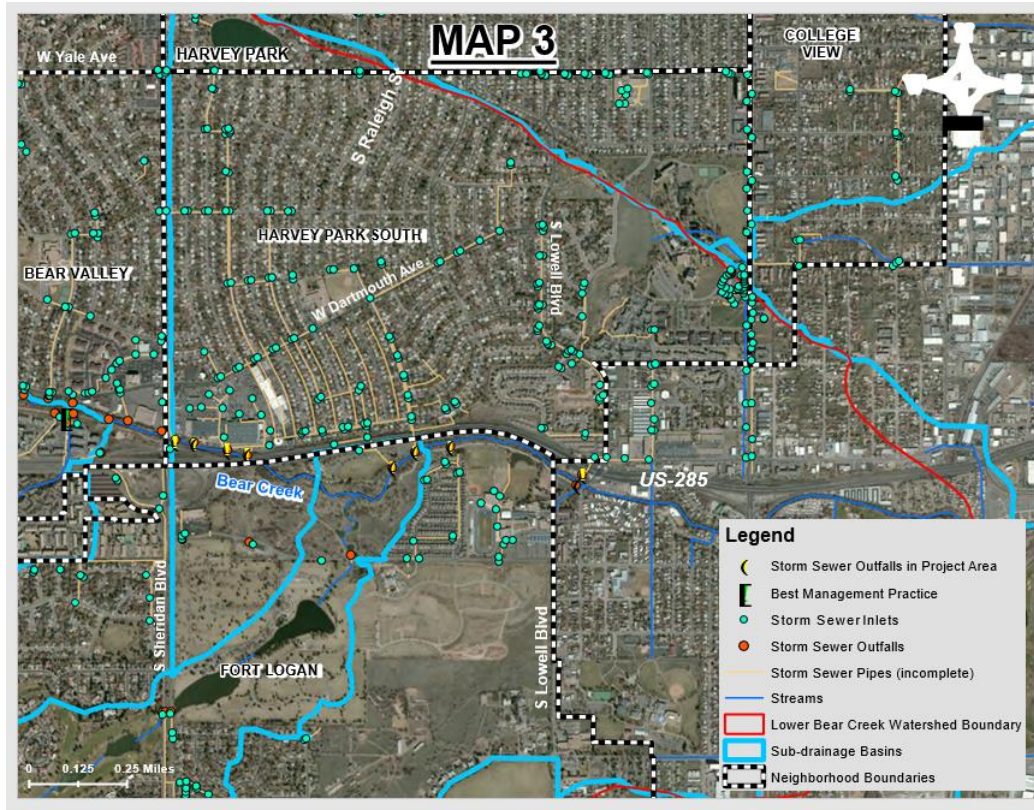 MAP 3
HARVEY PARK
COLLEGE
VIEW
W Yale Ave
S Raleigh S
HARVEY PARK SOUTH
S Lowell Blvd
BEAR VALLEY
W Dartmouth Ave.
Bear Creek
US-285
S Sheridan Blvd
S Lowell Blvd
FORT LOGAN
0 0.125 0.25 Miles
Legend
Storm Sewer Outfalls in Project Area
Best Management Practice
Storm Sewer Inlets
Storm Sewer Outfalls
Storm Sewer Pipes (incomplete)
Streams
Lower Bear Creek Watershed Boundary
Sub-drainage Basins
Neighborhood Boundaries